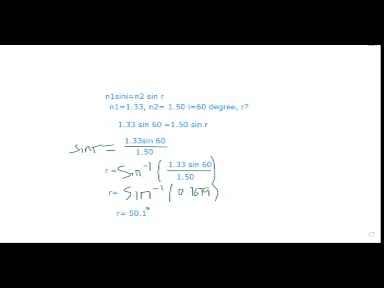 n1sini=n2 sin r
n1=1.33, n2= 1.50 i=60 degree, r?
1.33 sin 60 =1.50 sin r
sinr = 1.33sin 60 / 1.50
r = Sin⁻¹ ( 1.33 sin 60 / 1.50 )
r= Sin⁻¹ ( 0.7679 )
r= 50.1°